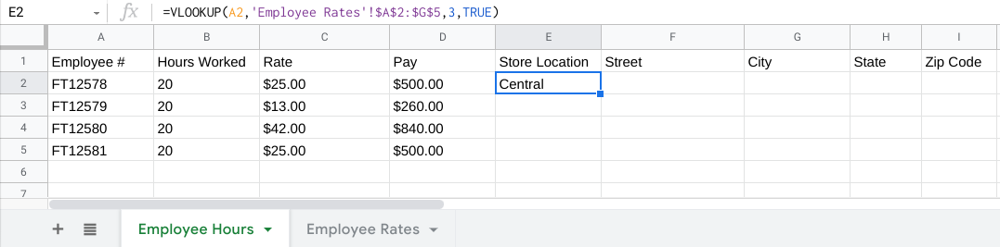 E2 fx =VLOOKUP(A2,'Employee Rates'!$A$2:$G$5,3,TRUE)
A B C D E F G H I
1 Employee # Hours Worked Rate Pay Store Location Street City State Zip Code
2 FT12578 20 $25.00 $500.00 Central
3 FT12579 20 $13.00 $260.00
4 FT12580 20 $42.00 $840.00
5 FT12581 20 $25.00 $500.00
6
7
+ Employee Hours Employee Rates